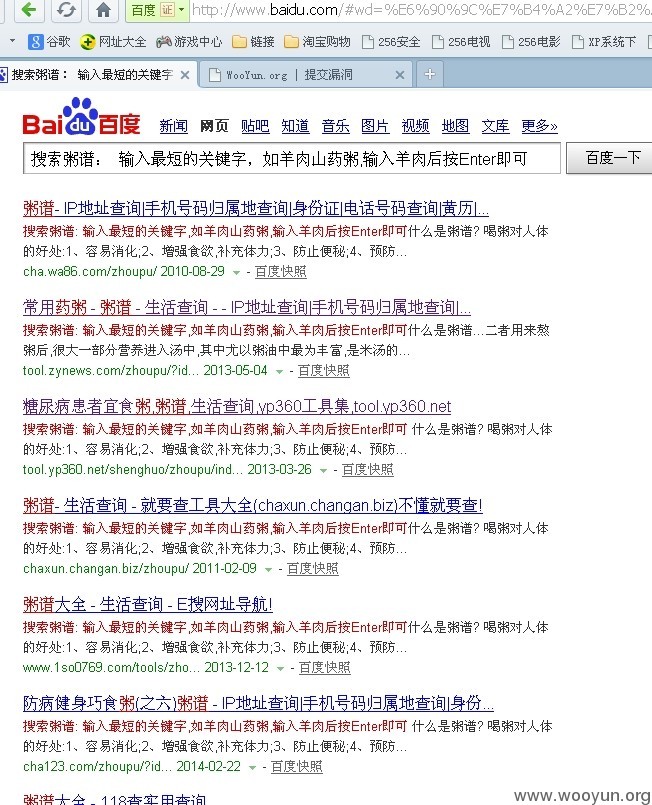 百度 证 http://www.baidu.com/#wd=%E6%90%9C%E7%B4%A2%E7%B2%
谷歌 网址大全 游戏中心 链接 淘宝购物 256安全 256电视 256电影 XP系统下
搜索粥谱： 输入最短的关键字 WooYun.org | 提交漏洞
Bai du 百度 新闻 网页 贴吧 知道 音乐 图片 视频 地图 文库 更多»
搜索粥谱： 输入最短的关键字，如羊肉山药粥,输入羊肉后按Enter即可 百度一下
粥谱- IP地址查询|手机号码归属地查询|身份证|电话号码查询|黄历|...
搜索粥谱: 输入最短的关键字,如羊肉山药粥,输入羊肉后按Enter即可什么是粥谱? 喝粥对人体
的好处:1、容易消化;2、增强食欲,补充体力;3、防止便秘;4、预防...
cha.wa86.com/zhoupu/ 2010-08-29 - 百度快照
常用药粥 - 粥谱 - 生活查询 - - IP地址查询|手机号码归属地查询|...
搜索粥谱: 输入最短的关键字,如羊肉山药粥,输入羊肉后按Enter即可什么是粥谱...二者用来熬
粥后,很大一部分营养进入汤中,其中尤以粥油中最为丰富,是米汤的...
tool.zynews.com/zhoupu/?id... 2013-05-04 - 百度快照
糖尿病患者宜食粥,粥谱,生活查询,yp360工具集,tool.yp360.net
搜索粥谱: 输入最短的关键字,如羊肉山药粥,输入羊肉后按Enter即可 什么是粥谱? 喝粥对人体
的好处:1、容易消化;2、增强食欲,补充体力;3、防止便秘;4、预防...
tool.yp360.net/shenghuo/zhoupu/ind... 2013-03-26 - 百度快照
粥谱- 生活查询 - 就要查工具大全(chaxun.changan.biz)不懂就要查!
搜索粥谱: 输入最短的关键字,如羊肉山药粥,输入羊肉后按Enter即可什么是粥谱? 喝粥对人体
的好处:1、容易消化;2、增强食欲,补充体力;3、防止便秘;4、预防...
chaxun.changan.biz/zhoupu/ 2011-02-09 - 百度快照
粥谱大全 - 生活查询 - E搜网址导航!
搜索粥谱: 输入最短的关键字,如羊肉山药粥,输入羊肉后按Enter即可什么是粥谱? 喝粥对人体
的好处:1、容易消化;2、增强食欲,补充体力;3、防止便秘;4、预防...
www.1so0769.com/tools/zho... 2013-12-12 - 百度快照
防病健身巧食粥(之六)粥谱 - IP地址查询|手机号码归属地查询|身份...
搜索粥谱: 输入最短的关键字,如羊肉山药粥,输入羊肉后按Enter即可 什么是粥谱? 喝粥对人体
的好处:1、容易消化;2、增强食欲,补充体力;3、防止便秘;4、预防...
cha123.com/zhoupu/?id... 2014-02-22 - 百度快照
粥谱大全 - 118查实用查询
www.wooyun.org